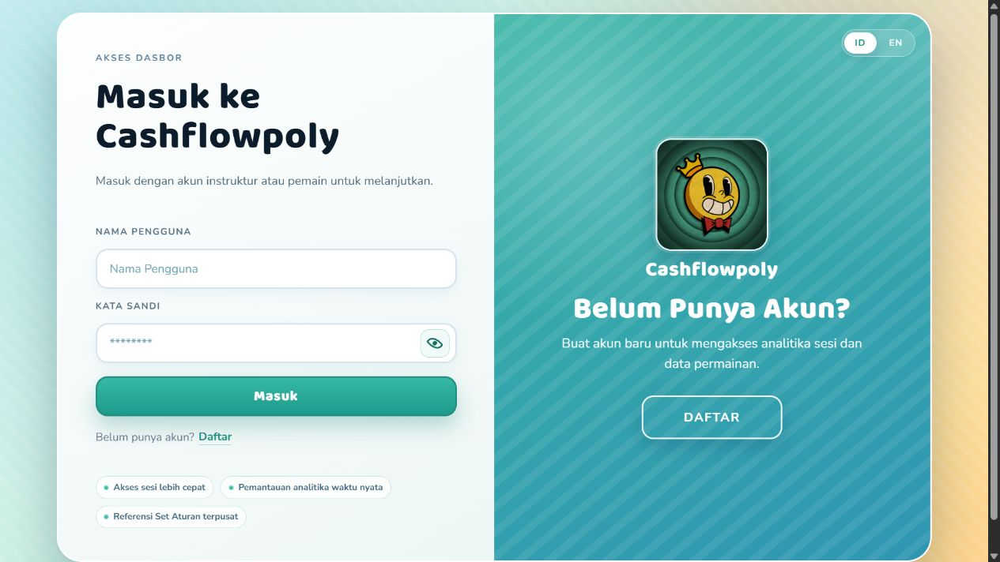 AKSES DASBOR
Masuk ke
Cashflowpoly
Masuk dengan akun instruktur atau pemain untuk melanjutkan.
NAMA PENGGUNA
Nama Pengguna
KATA SANDI
********
Masuk
Belum punya akun? Daftar
Akses sesi lebih cepat
Pemantauan analitika waktu nyata
Referensi Set Aturan terpusat
ID
EN
Cashflowpoly
Belum Punya Akun?
Buat akun baru untuk mengakses analitika sesi dan
data permainan.
DAFTAR